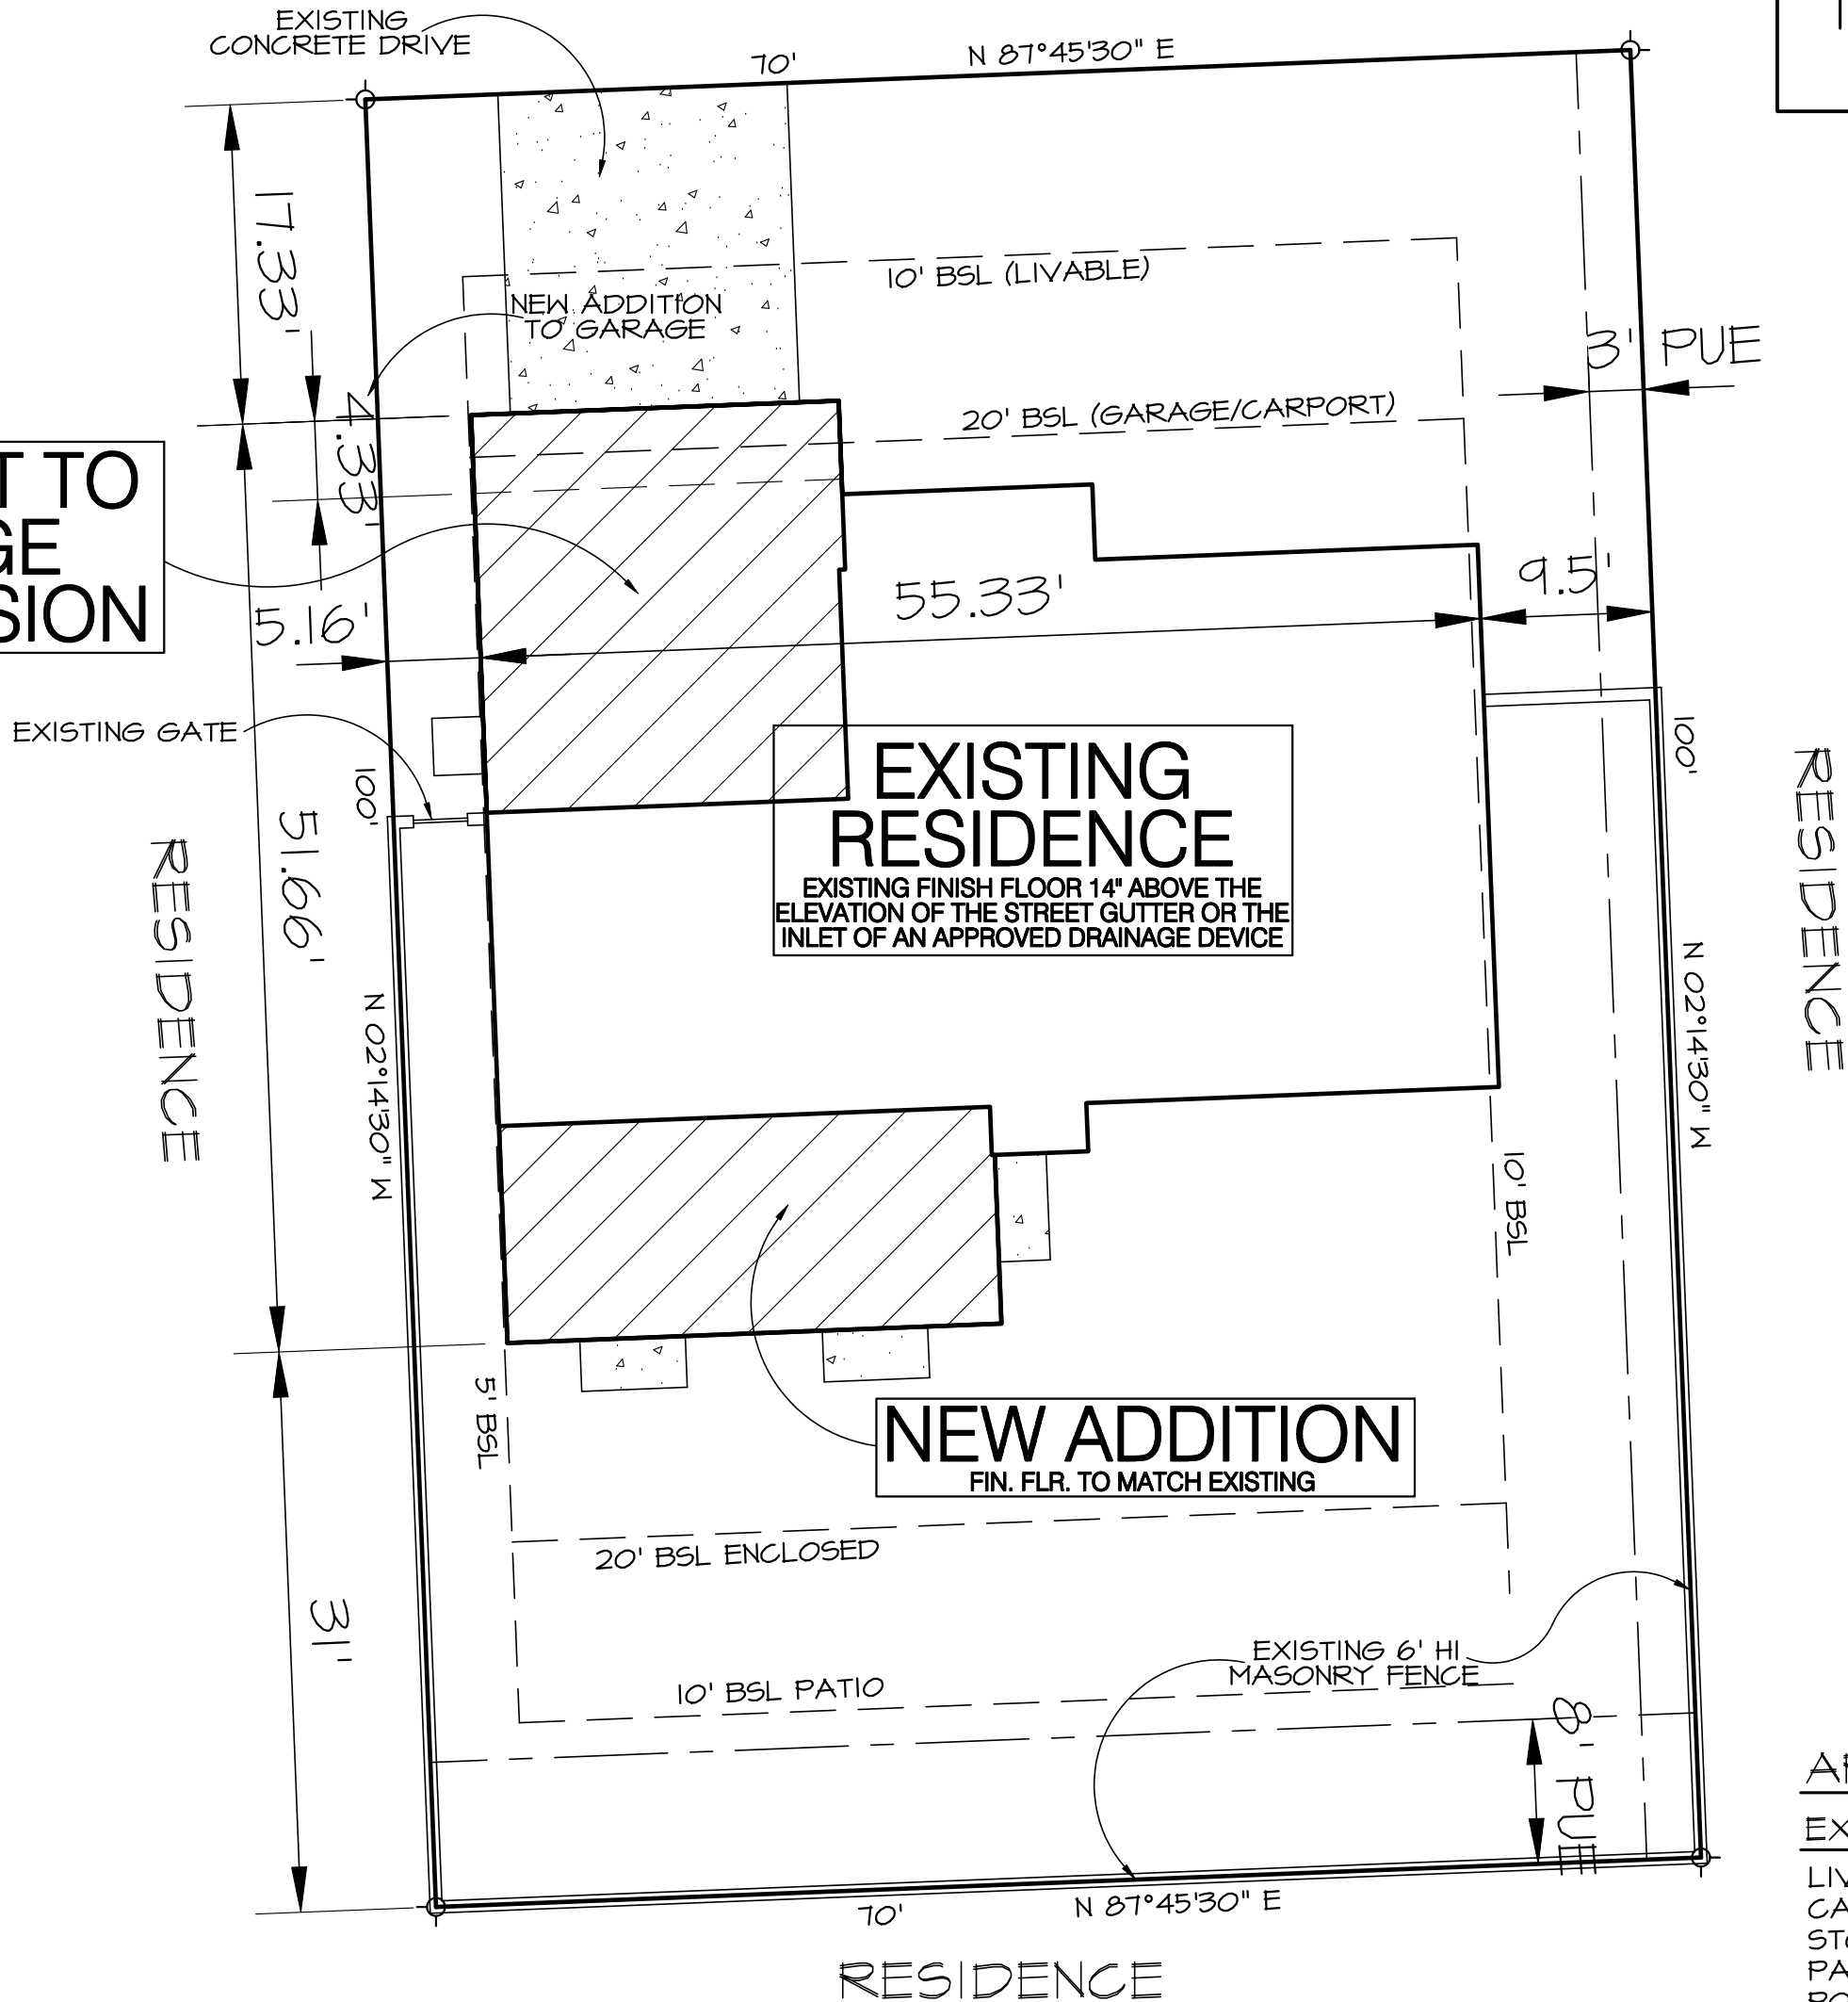 EXISTING
CONCRETE DRIVE
70'
N 87°45'30" E
17.33'
NEW ADDITION
TO GARAGE
10' BSL (LIVABLE)
3' PUE
4.33'
20' BSL (GARAGE/CARPORT)
T TO
GE
SION
5.16'
55.33'
9.5'
EXISTING GATE
100'
100'
RESIDENCE
RESIDENCE
51.66'
EXISTING
RESIDENCE
EXISTING FINISH FLOOR 14" ABOVE THE
ELEVATION OF THE STREET GUTTER OR THE
INLET OF AN APPROVED DRAINAGE DEVICE
N 02°14'30" W
N 02°14'30" W
10' BSL
5' BSL
NEW ADDITION
FIN. FLR. TO MATCH EXISTING
20' BSL ENCLOSED
31'
EXISTING 6' HI
MASONRY FENCE
10' BSL PATIO
8' PUE
70'
N 87°45'30" E
RESIDENCE
EX
LIV
CA
STO
PA